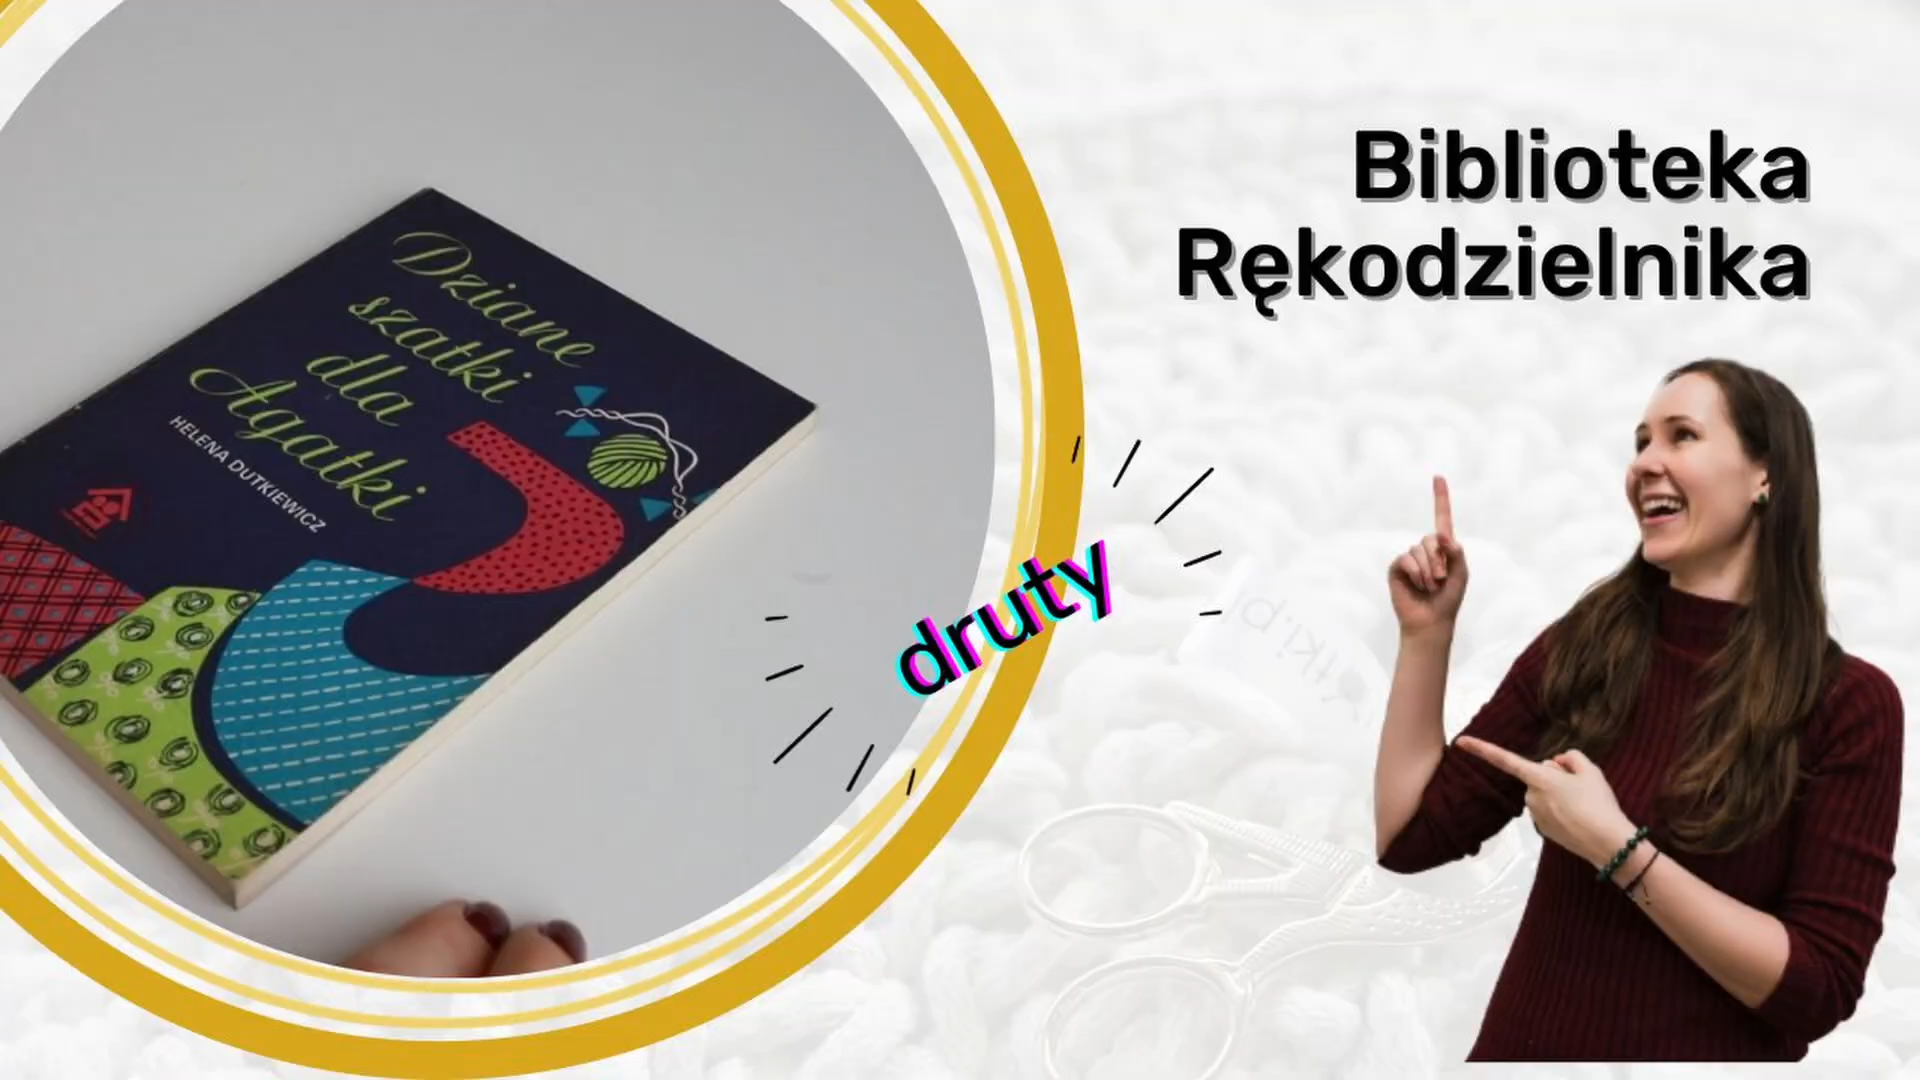 Biblioteka
Rękodzielnika
Dziane
szatki
dla
Agatki
HELENA DUTKIEWICZ
druty